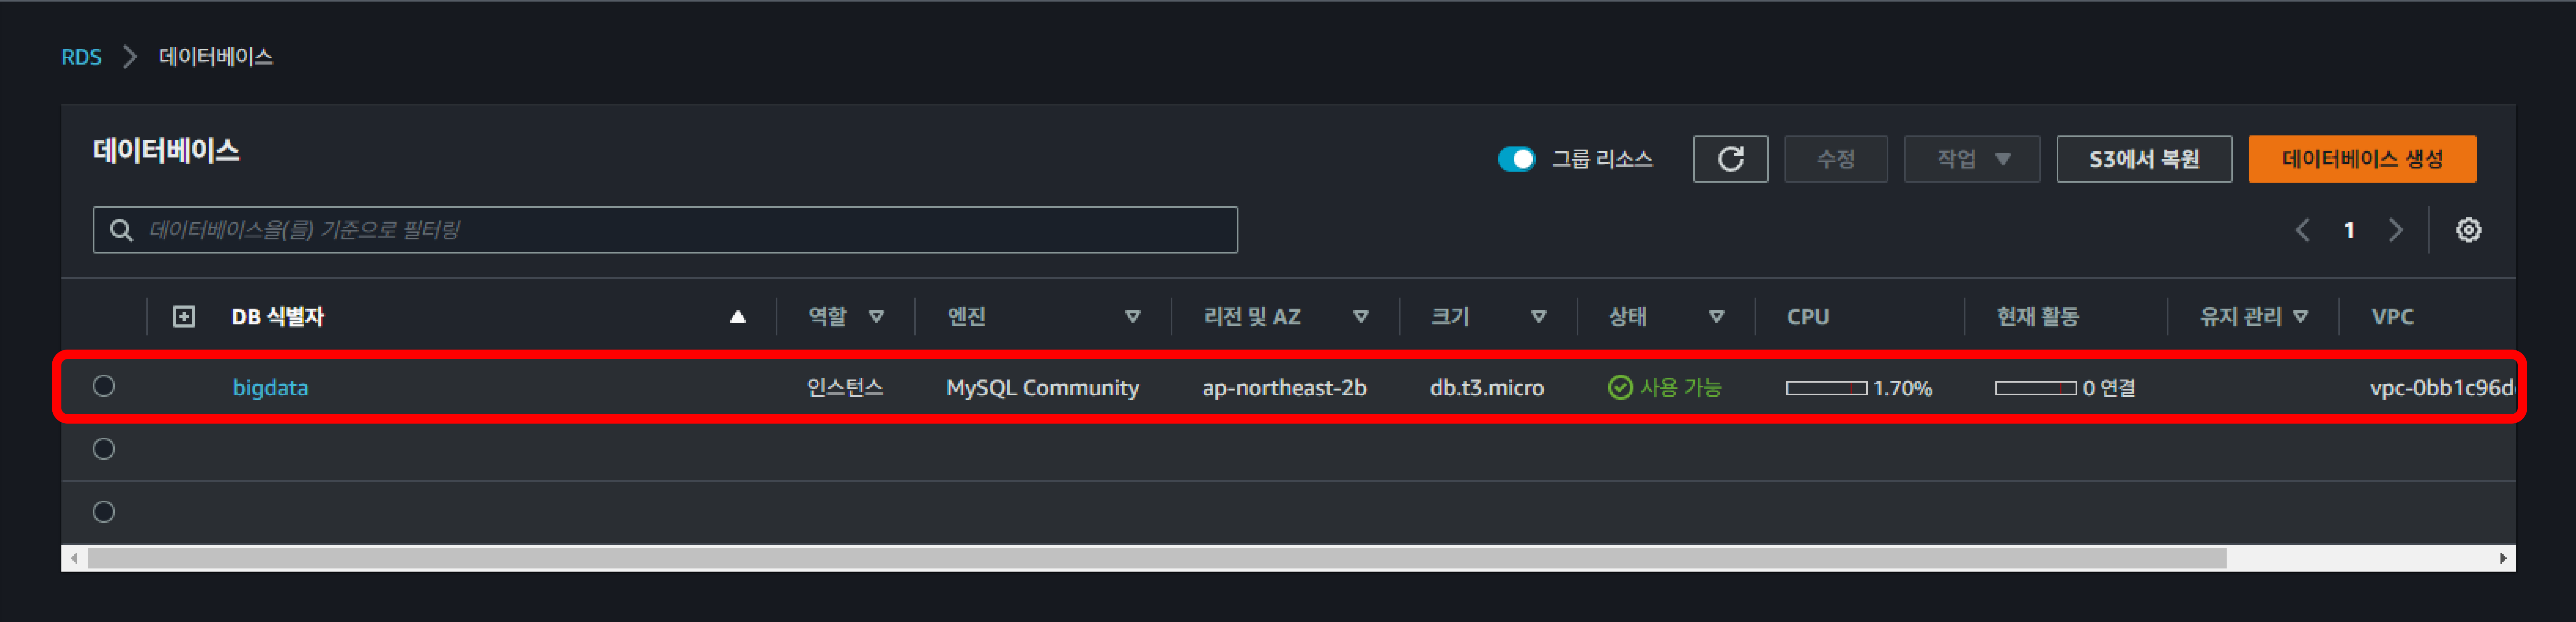 RDS 데이터베이스
데이터베이스
그룹 리소스 수정 작업 S3에서 복원 데이터베이스 생성
데이터베이스을(를) 기준으로 필터링
1
DB 식별자 역할 엔진 리전 및 AZ 크기 상태 CPU 현재 활동 유지 관리 VPC
bigdata 인스턴스 MySQL Community ap-northeast-2b db.t3.micro 사용 가능 1.70% 0 연결 vpc-0bb1c96d